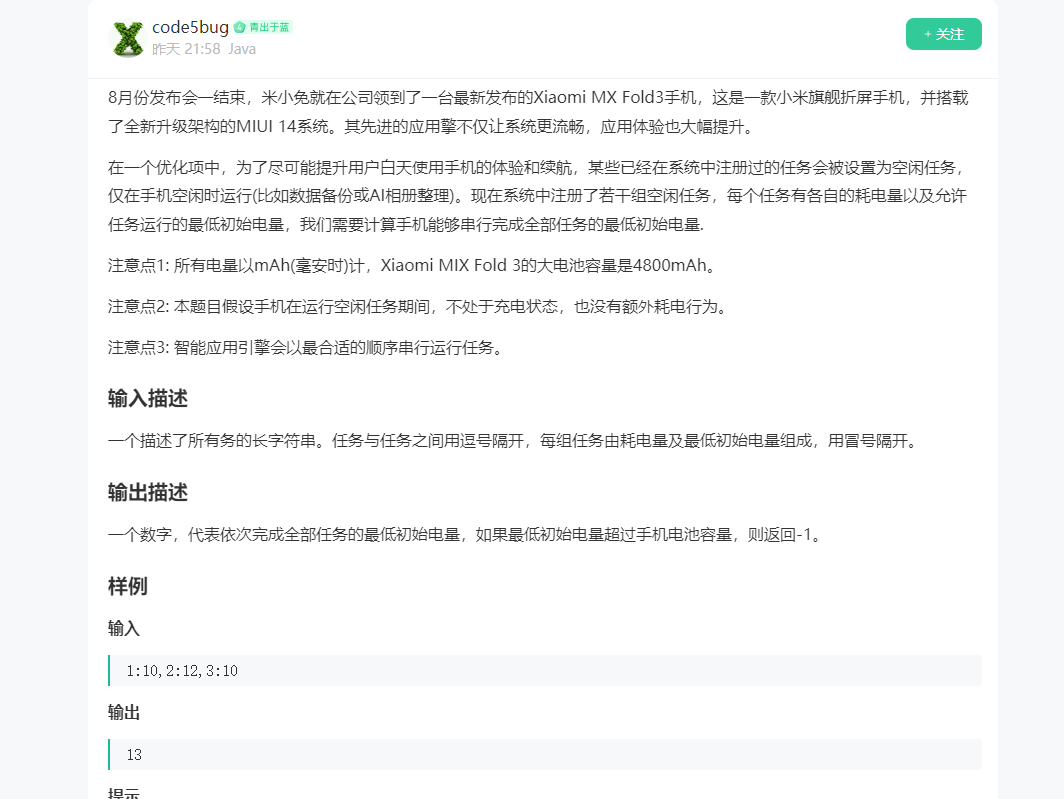 code5bug 青出于蓝
昨天 21:58 Java
+ 关注
8月份发布会一结束，米小兔就在公司领到了一台最新发布的Xiaomi MX Fold3手机，这是一款小米旗舰折屏手机，并搭载
了全新升级架构的MIUI 14系统。其先进的应用擎不仅让系统更流畅，应用体验也大幅提升。
在一个优化项中，为了尽可能提升用户白天使用手机的体验和续航，某些已经在系统中注册过的任务会被设置为空闲任务，
仅在手机空闲时运行(比如数据备份或AI相册整理)。现在系统中注册了若干组空闲任务，每个任务有各自的耗电量以及允许
任务运行的最低初始电量，我们需要计算手机能够串行完成全部任务的最低初始电量.
注意点1: 所有电量以mAh(毫安时)计，Xiaomi MIX Fold 3的大电池容量是4800mAh。
注意点2: 本题目假设手机在运行空闲任务期间，不处于充电状态，也没有额外耗电行为。
注意点3: 智能应用引擎会以最合适的顺序串行运行任务。
输入描述
一个描述了所有务的长字符串。任务与任务之间用逗号隔开，每组任务由耗电量及最低初始电量组成，用冒号隔开。
输出描述
一个数字，代表依次完成全部任务的最低初始电量，如果最低初始电量超过手机电池容量，则返回-1。
样例
输入
1:10,2:12,3:10
输出
13
提示